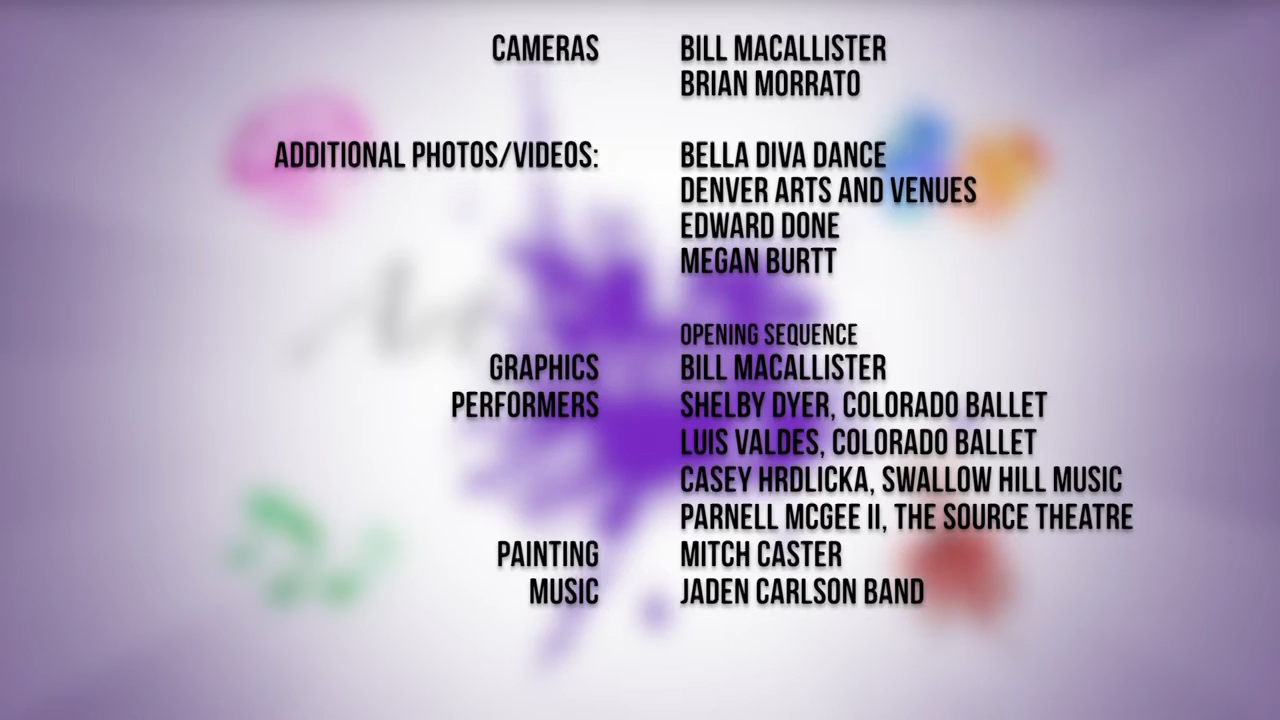 CAMERAS BILL MACALLISTER
BRIAN MORRATO
ADDITIONAL PHOTOS/VIDEOS: BELLA DIVA DANCE
DENVER ARTS AND VENUES
EDWARD DONE
MEGAN BURTT
OPENING SEQUENCE
GRAPHICS BILL MACALLISTER
PERFORMERS SHELBY DYER, COLORADO BALLET
LUIS VALDES, COLORADO BALLET
CASEY HRDLICKA, SWALLOW HILL MUSIC
PARNELL MCGEE II, THE SOURCE THEATRE
PAINTING MITCH CASTER
MUSIC JADEN CARLSON BAND